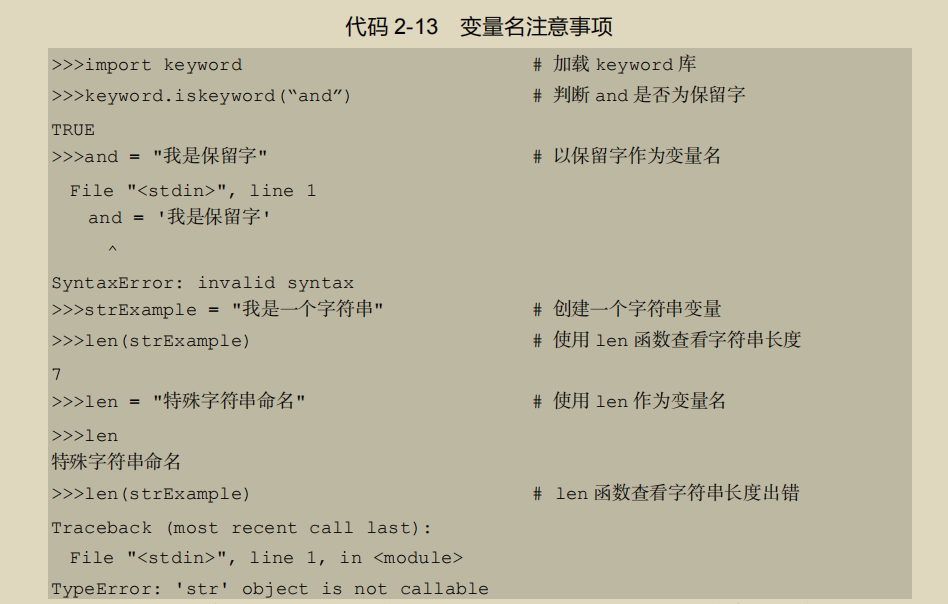 代码 2-13 变量名注意事项
>>>import keyword # 加载 keyword 库
>>>keyword.iskeyword(“and”) # 判断 and 是否为保留字
TRUE
>>>and = "我是保留字" # 以保留字作为变量名
File "<stdin>", line 1
and = '我是保留字'
^
SyntaxError: invalid syntax
>>>strExample = "我是一个字符串" # 创建一个字符串变量
>>>len(strExample) # 使用 len 函数查看字符串长度
7
>>>len = "特殊字符串命名" # 使用 len 作为变量名
>>>len
特殊字符串命名
>>>len(strExample) # len 函数查看字符串长度出错
Traceback (most recent call last):
File "<stdin>", line 1, in <module>
TypeError: 'str' object is not callable